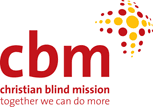 cbm
christian blind mission
together we can do more